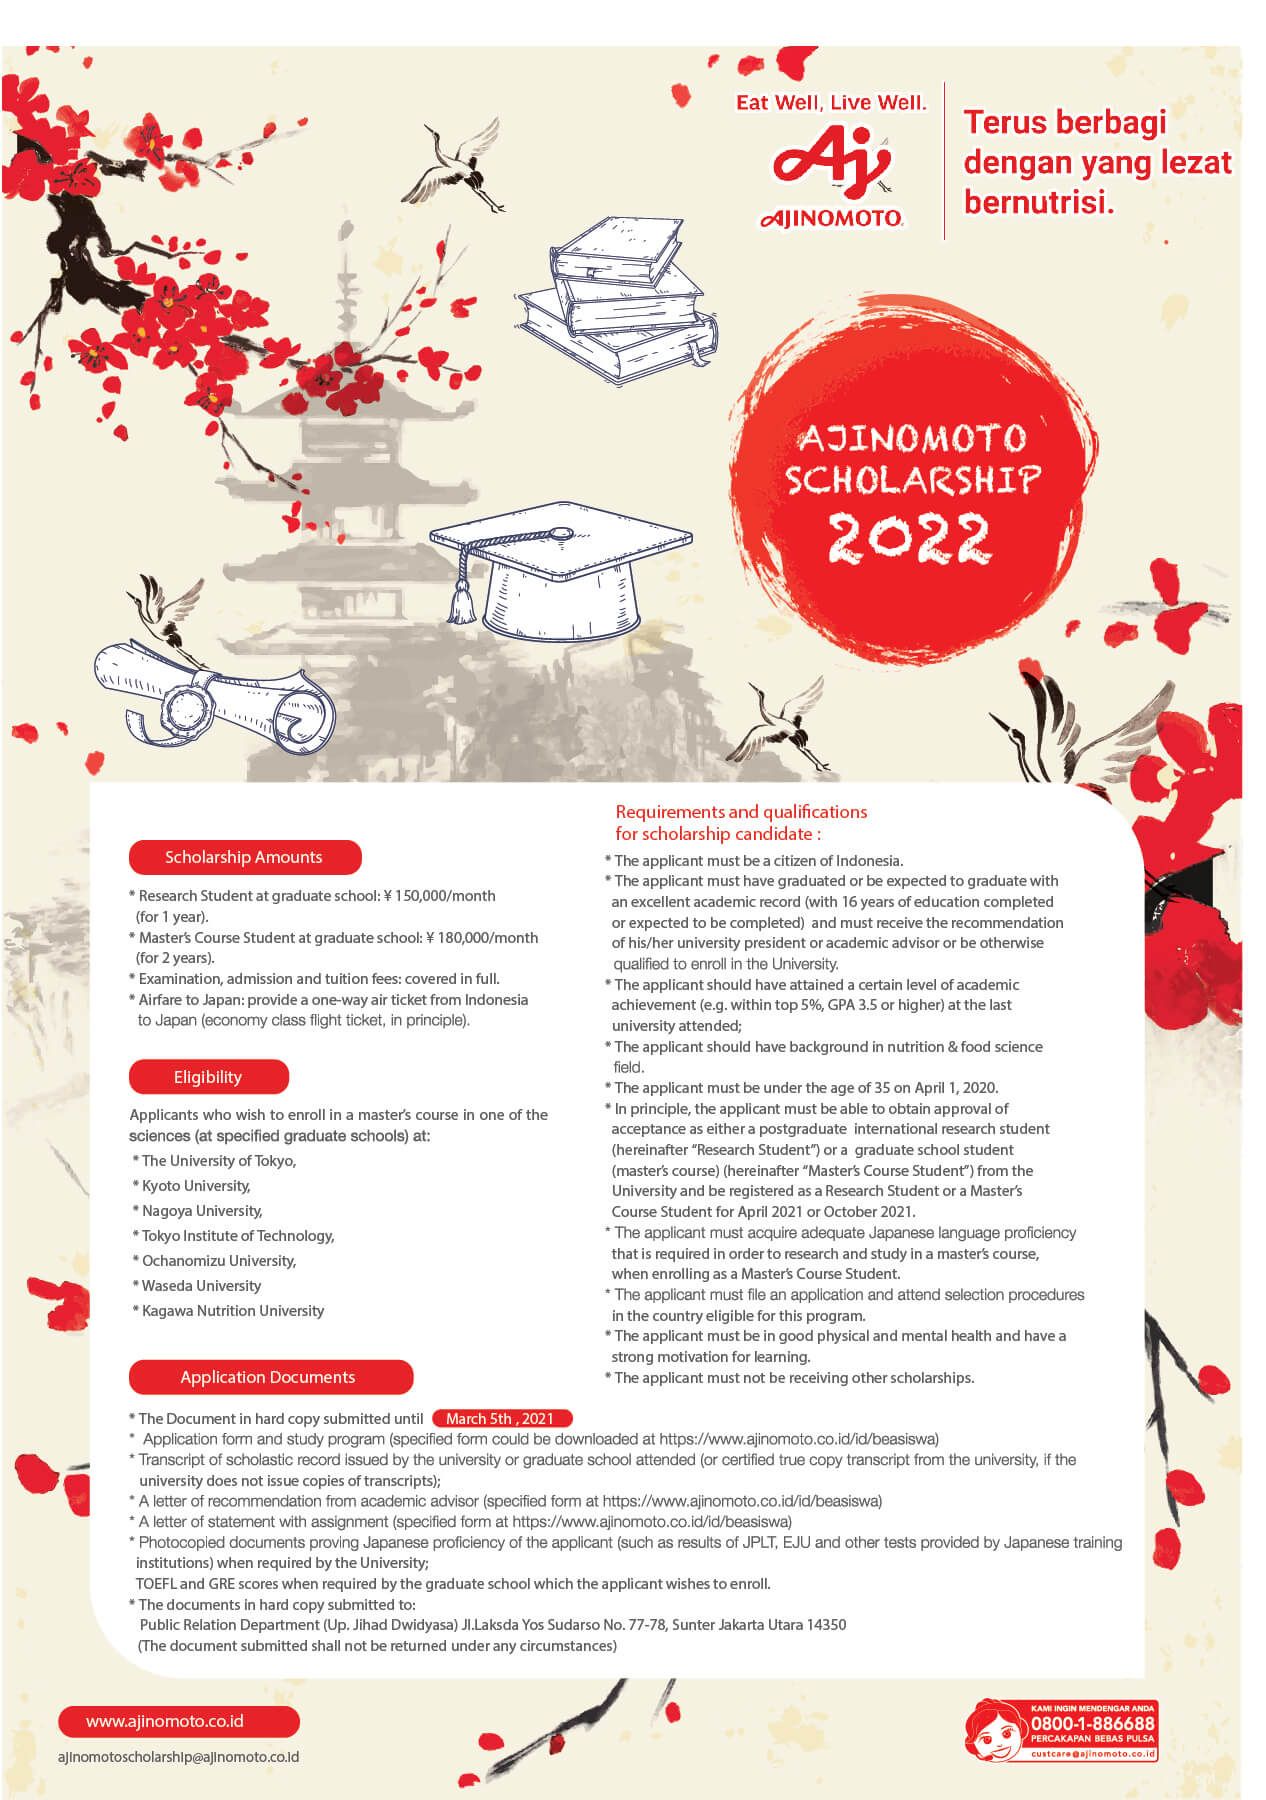 Eat Well, Live Well.
AJINOMOTO
Terus berbagi
dengan yang lezat
bernutrisi.
AJINOMOTO
SCHOLARSHIP
2022
Scholarship Amounts
* Research Student at graduate school: ¥ 150,000/month
(for 1 year).
* Master's Course Student at graduate school: ¥ 180,000/month
(for 2 years).
* Examination, admission and tuition fees: covered in full.
* Airfare to Japan: provide a one-way air ticket from Indonesia
to Japan (economy class flight ticket, in principle).
Eligibility
Applicants who wish to enroll in a master's course in one of the
sciences (at specified graduate schools) at:
* The University of Tokyo,
* Kyoto University,
* Nagoya University,
* Tokyo Institute of Technology,
* Ochanomizu University,
* Waseda University
* Kagawa Nutrition University
Requirements and qualifications
for scholarship candidate :
* The applicant must be a citizen of Indonesia.
* The applicant must have graduated or be expected to graduate with
an excellent academic record (with 16 years of education completed
or expected to be completed) and must receive the recommendation
of his/her university president or academic advisor or be otherwise
qualified to enroll in the University.
* The applicant should have attained a certain level of academic
achievement (e.g. within top 5%, GPA 3.5 or higher) at the last
university attended;
* The applicant should have background in nutrition & food science
field.
* The applicant must be under the age of 35 on April 1, 2020.
* In principle, the applicant must be able to obtain approval of
acceptance as either a postgraduate international research student
(hereinafter “Research Student”) or a graduate school student
(master's course) (hereinafter “Master's Course Student”) from the
University and be registered as a Research Student or a Master's
Course Student for April 2021 or October 2021.
* The applicant must acquire adequate Japanese language proficiency
that is required in order to research and study in a master's course,
when enrolling as a Master's Course Student.
* The applicant must file an application and attend selection procedures
in the country eligible for this program.
* The applicant must be in good physical and mental health and have a
strong motivation for learning.
* The applicant must not be receiving other scholarships.
Application Documents
* The Document in hard copy submitted until March 5th , 2021
* Application form and study program (specified form could be downloaded at https://www.ajinomoto.co.id/id/beasiswa)
* Transcript of scholastic record issued by the university or graduate school attended (or certified true copy transcript from the university, if the
university does not issue copies of transcripts);
* A letter of recommendation from academic advisor (specified form at https://www.ajinomoto.co.id/id/beasiswa)
* A letter of statement with assignment (specified form at https://www.ajinomoto.co.id/id/beasiswa)
* Photocopied documents proving Japanese proficiency of the applicant (such as results of JPLT, EJU and other tests provided by Japanese training
institutions) when required by the University;
TOEFL and GRE scores when required by the graduate school which the applicant wishes to enroll.
* The documents in hard copy submitted to:
Public Relation Department (Up. Jihad Dwidyasa) Jl.Laksda Yos Sudarso No. 77-78, Sunter Jakarta Utara 14350
(The document submitted shall not be returned under any circumstances)
www.ajinomoto.co.id
ajinomotoscholarship@ajinomoto.co.id
KAMI INGIN MENDENGAR ANDA
0800-1-886688
PERCAKAPAN BEBAS PULSA
custcare@ajinomoto.co.id